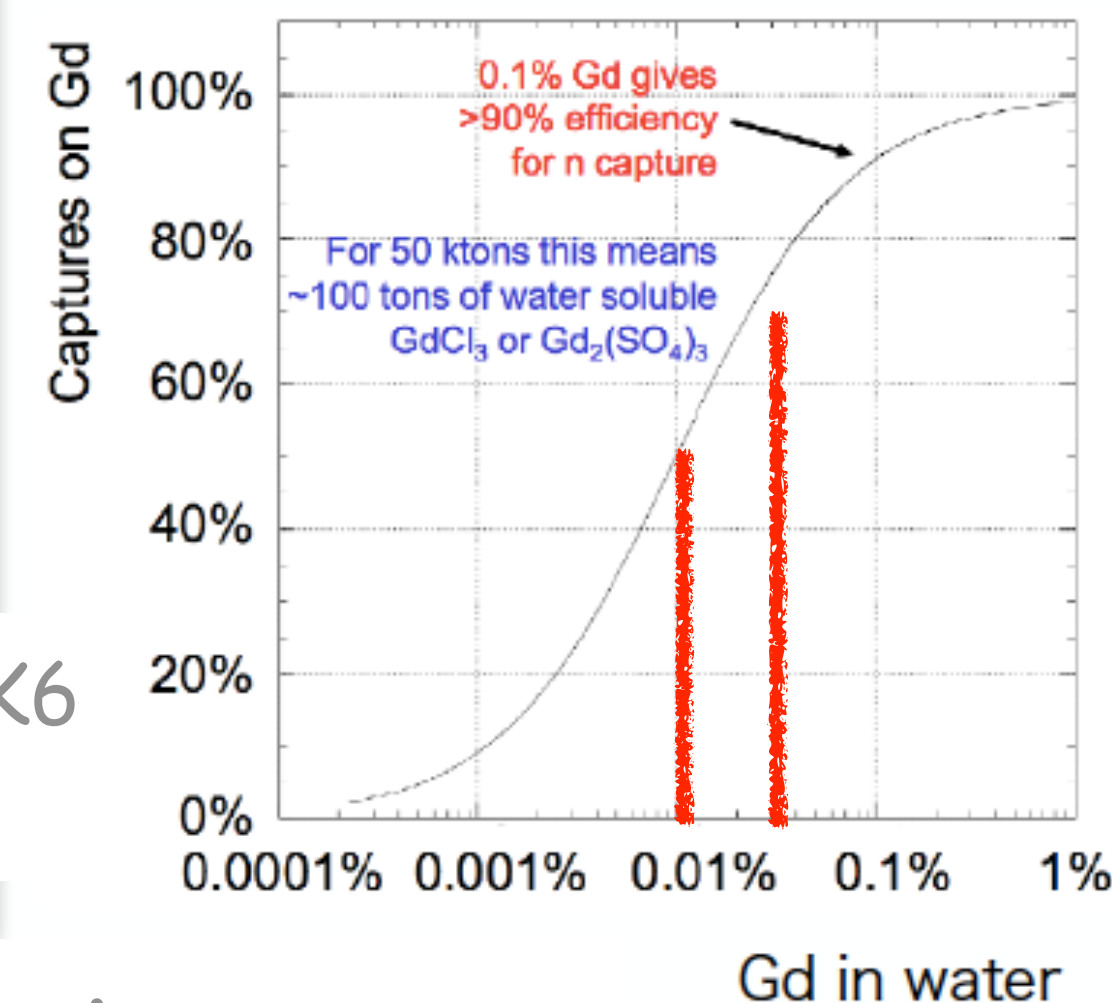 Captures on Gd
100%
80%
60%
40%
20%
0%
0.1% Gd gives
>90% efficiency
for n capture
For 50 ktons this means
~100 tons of water soluble
GdCl₃ or Gd₂(SO₄)₃
K6
0.0001% 0.001% 0.01% 0.1% 1%
Gd in water